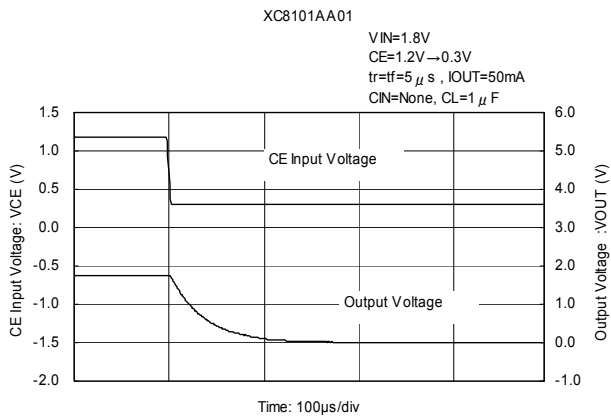 XC8101AA01
VIN=1.8V
CE=1.2V→0.3V
tr=tf=5μs , IOUT=50mA
CIN=None, CL=1μF
1.5
1.0
0.5
0.0
-0.5
-1.0
-1.5
-2.0
CE Input Voltage: VCE (V)
CE Input Voltage
Output Voltage
6.0
5.0
4.0
3.0
2.0
1.0
0.0
-1.0
Output Voltage :VOUT (V)
Time: 100μs/div